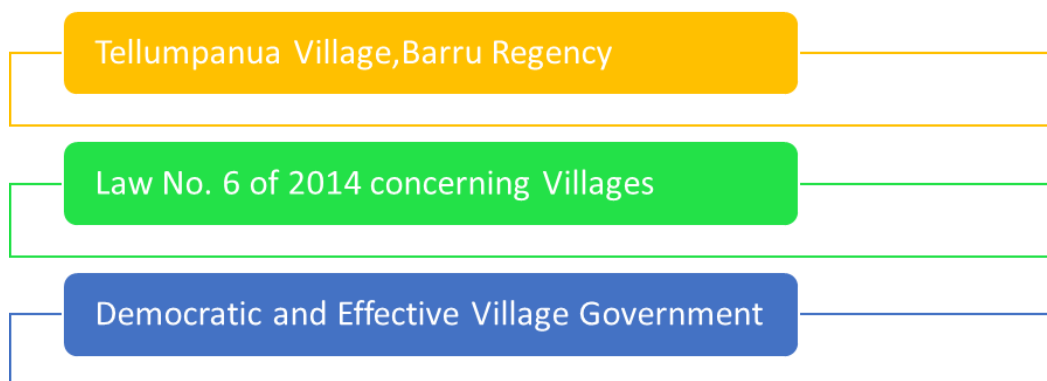 Tellumpanua Village,Barru Regency
Law No. 6 of 2014 concerning Villages
Democratic and Effective Village Government